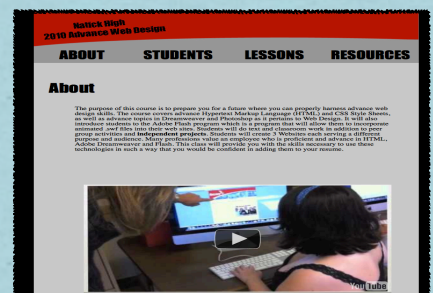 Natick High
2010 Advance Web Design
ABOUT STUDENTS LESSONS RESOURCES
About
The purpose of this course is to prepare you for a future where you can properly harness advance web
design skills. The course covers advance Hypertext Markup Language (HTML) and CSS Style Sheets,
as well as advance topics in Dreamweaver and Photoshop as it pertains to Web Design. It will also
introduce students to the Adobe Flash program which is a program that will allow them to incorporate
animated .swf files into their web sites. Students will do text and classroom work in addition to peer
group activities and independent projects. Students will create 3 Websites each serving a different
purpose and audience. Many professions value an employee who is proficient and advance in HTML,
Adobe Dreamweaver and Flash. This class will provide you with the skills necessary to use these
technologies in such a way that you would be confident in adding them to your resume.
YouTube